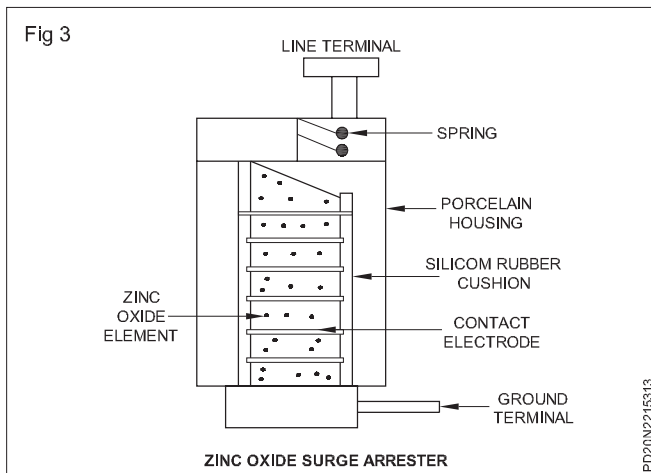 Fig 3
LINE TERMINAL
SPRING
PORCELAIN
HOUSING
SILICOM RUBBER
CUSHION
ZINC
OXIDE
ELEMENT
CONTACT
ELECTRODE
GROUND
TERMINAL
ZINC OXIDE SURGE ARRESTER
PD20N2215313